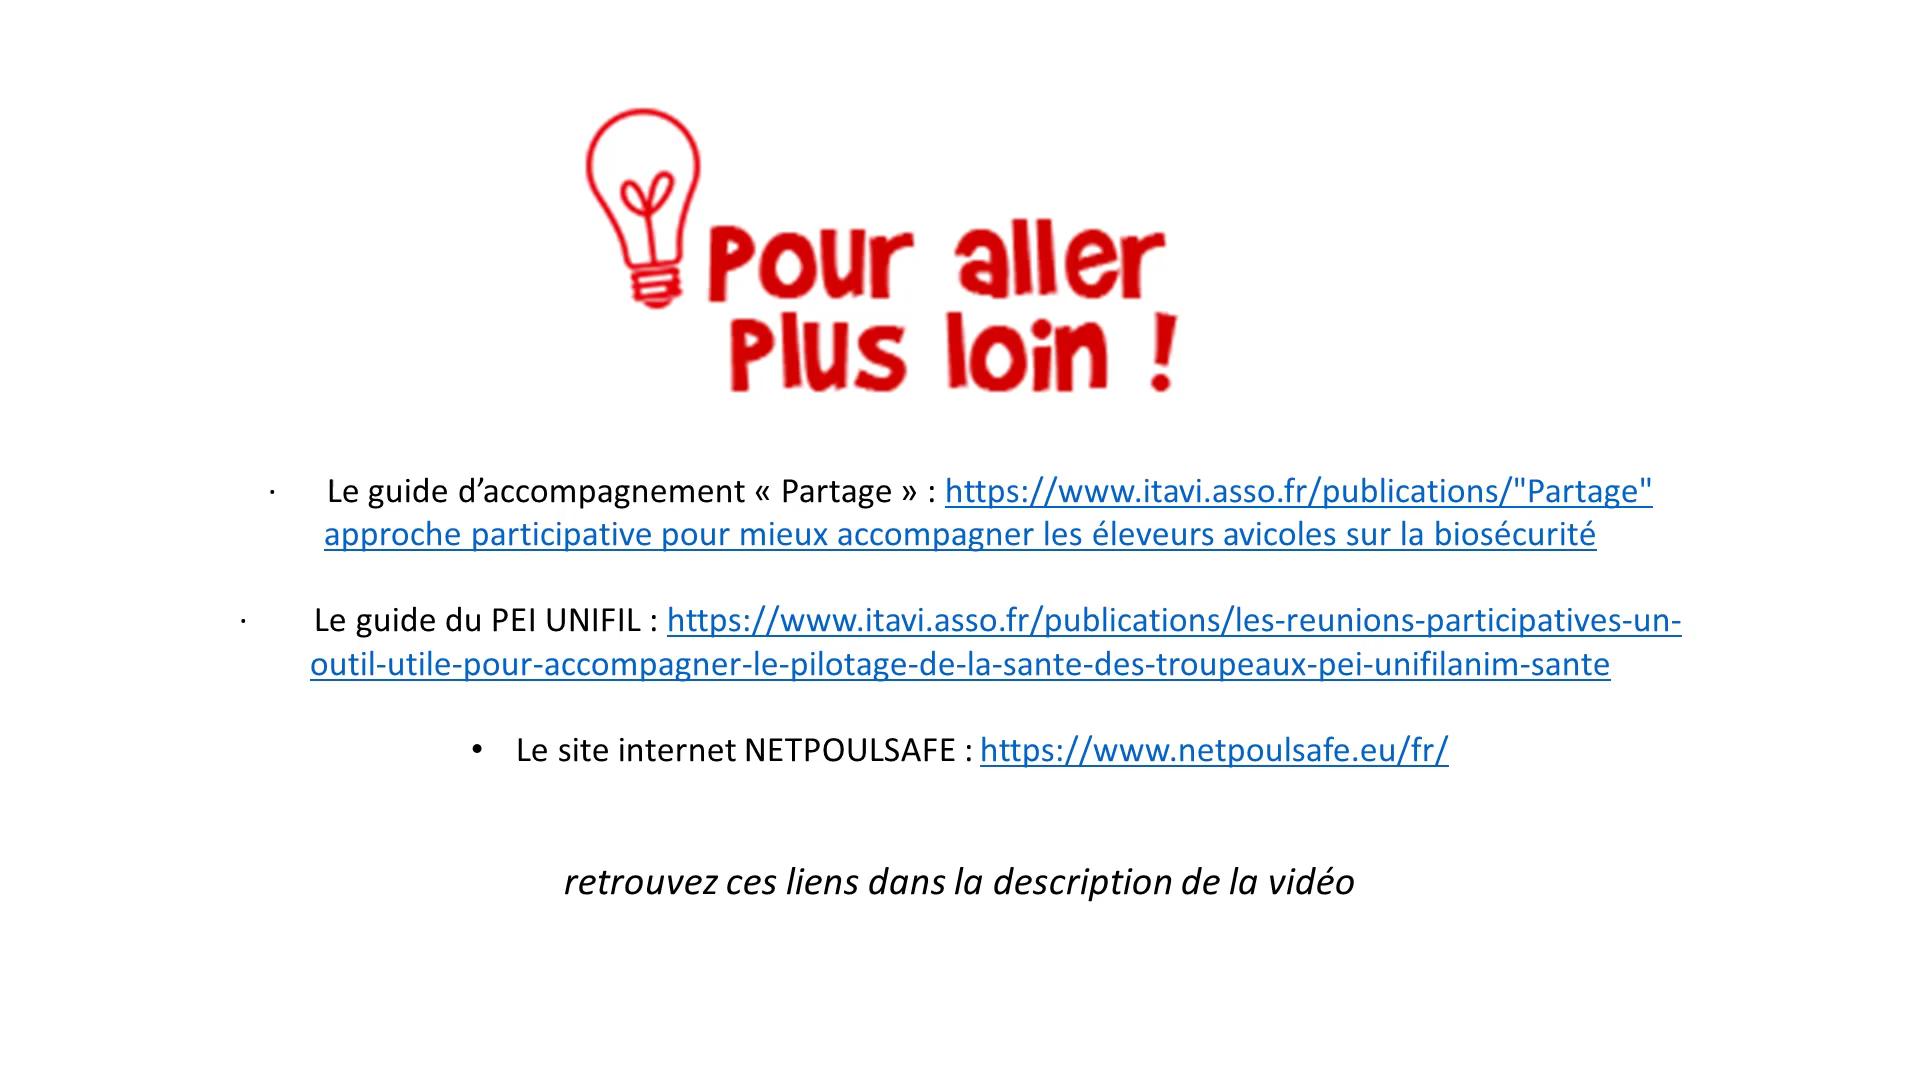 Pour aller
Plus loin !
· Le guide d’accompagnement « Partage » : https://www.itavi.asso.fr/publications/"Partage"
approche participative pour mieux accompagner les éleveurs avicoles sur la biosécurité
· Le guide du PEI UNIFIL : https://www.itavi.asso.fr/publications/les-reunions-participatives-un-
outil-utile-pour-accompagner-le-pilotage-de-la-sante-des-troupeaux-pei-unifilanim-sante
• Le site internet NETPOULSAFE : https://www.netpoulsafe.eu/fr/
retrouvez ces liens dans la description de la vidéo